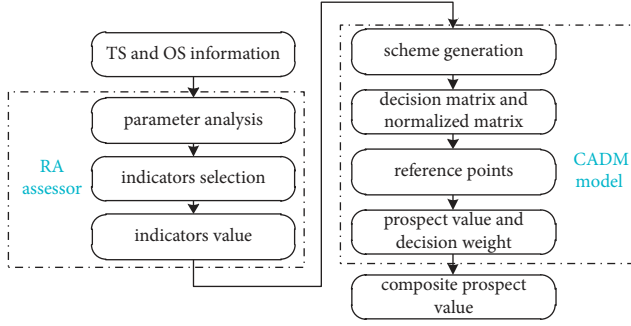 TS and OS information
parameter analysis
RA
assessor
indicators selection
indicators value
scheme generation
decision matrix and
normalized matrix
reference points
CADM
model
prospect value and
decision weight
composite prospect
value